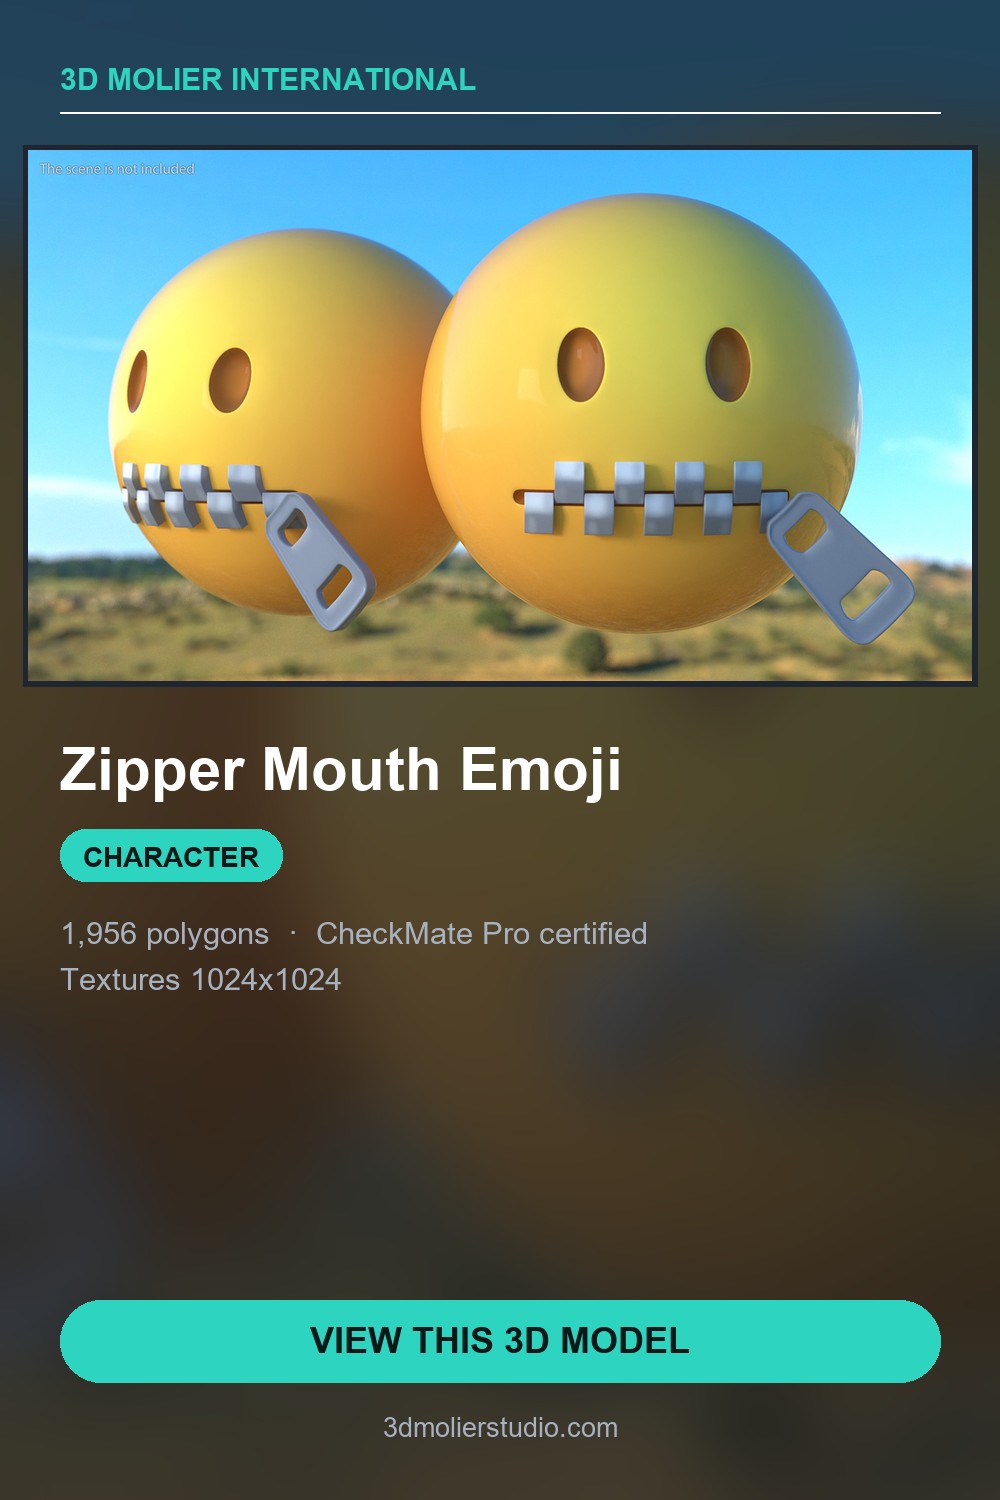 3D MOLIER INTERNATIONAL
The scene is not included
Zipper Mouth Emoji
CHARACTER
1,956 polygons · CheckMate Pro certified
Textures 1024x1024
VIEW THIS 3D MODEL
3dmolierstudio.com